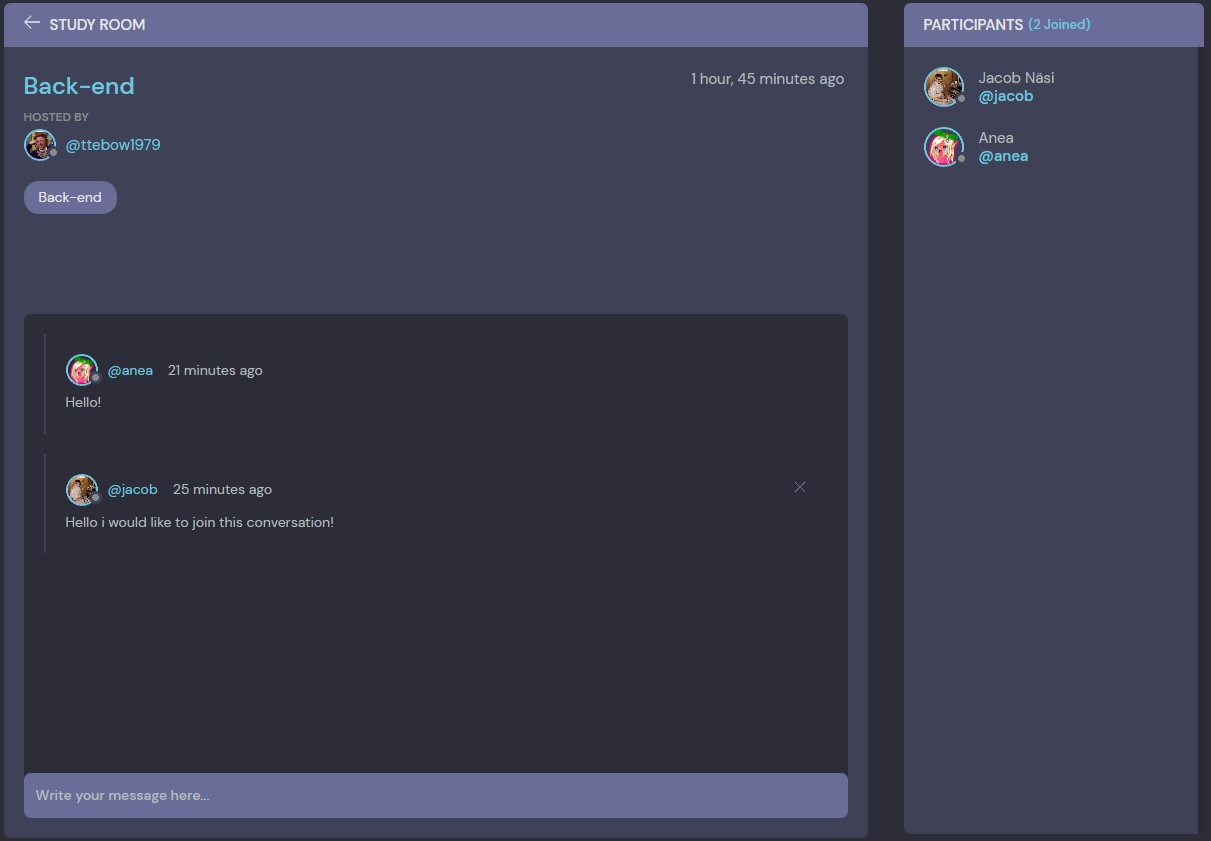 STUDY ROOM
Back-end
1 hour, 45 minutes ago
HOSTED BY
@ttebow1979
Back-end
@anea 21 minutes ago
Hello!
@jacob 25 minutes ago
Hello i would like to join this conversation!
Write your message here...
PARTICIPANTS (2 Joined)
Jacob Näsi
@jacob
Anea
@anea